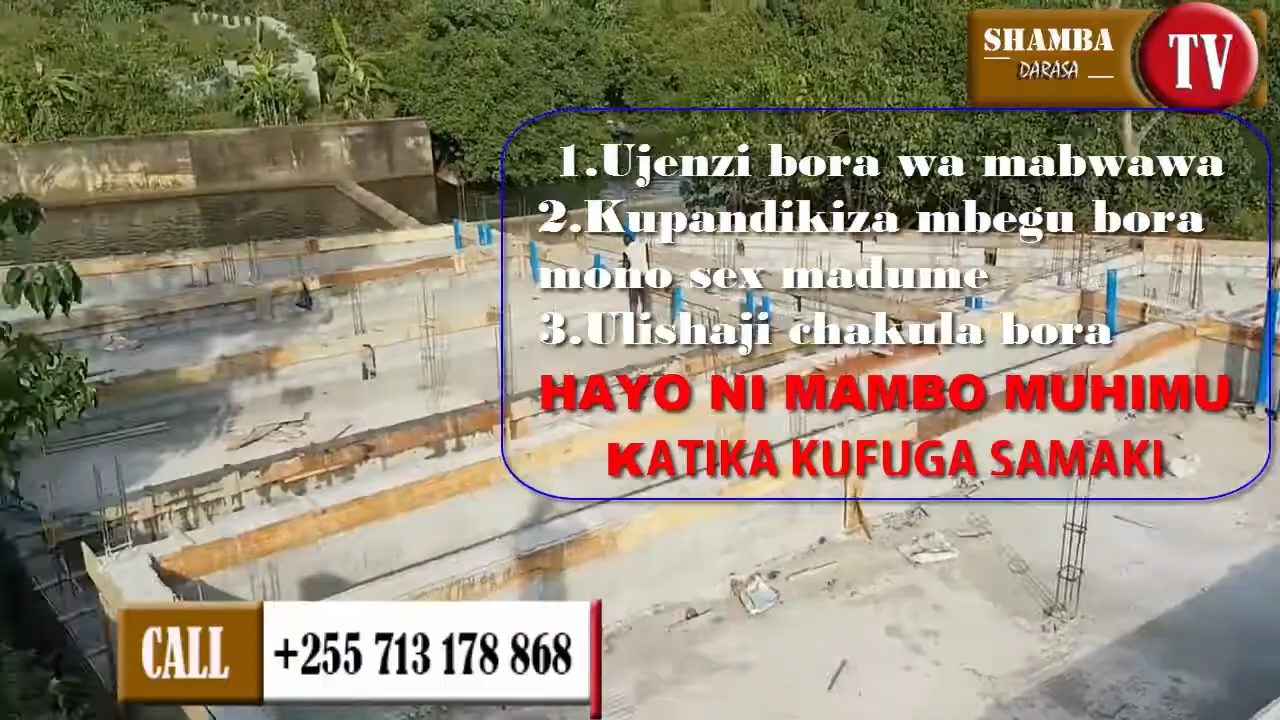 SHAMBA
DARASA
TV
1.Ujenzi bora wa mabwawa
2.Kupandikiza mbegu bora
mono sex madume
3.Ulishaji chakula bora
HAYO NI MAMBO MUHIMU
KATIKA KUFUGA SAMAKI
CALL +255 713 178 868